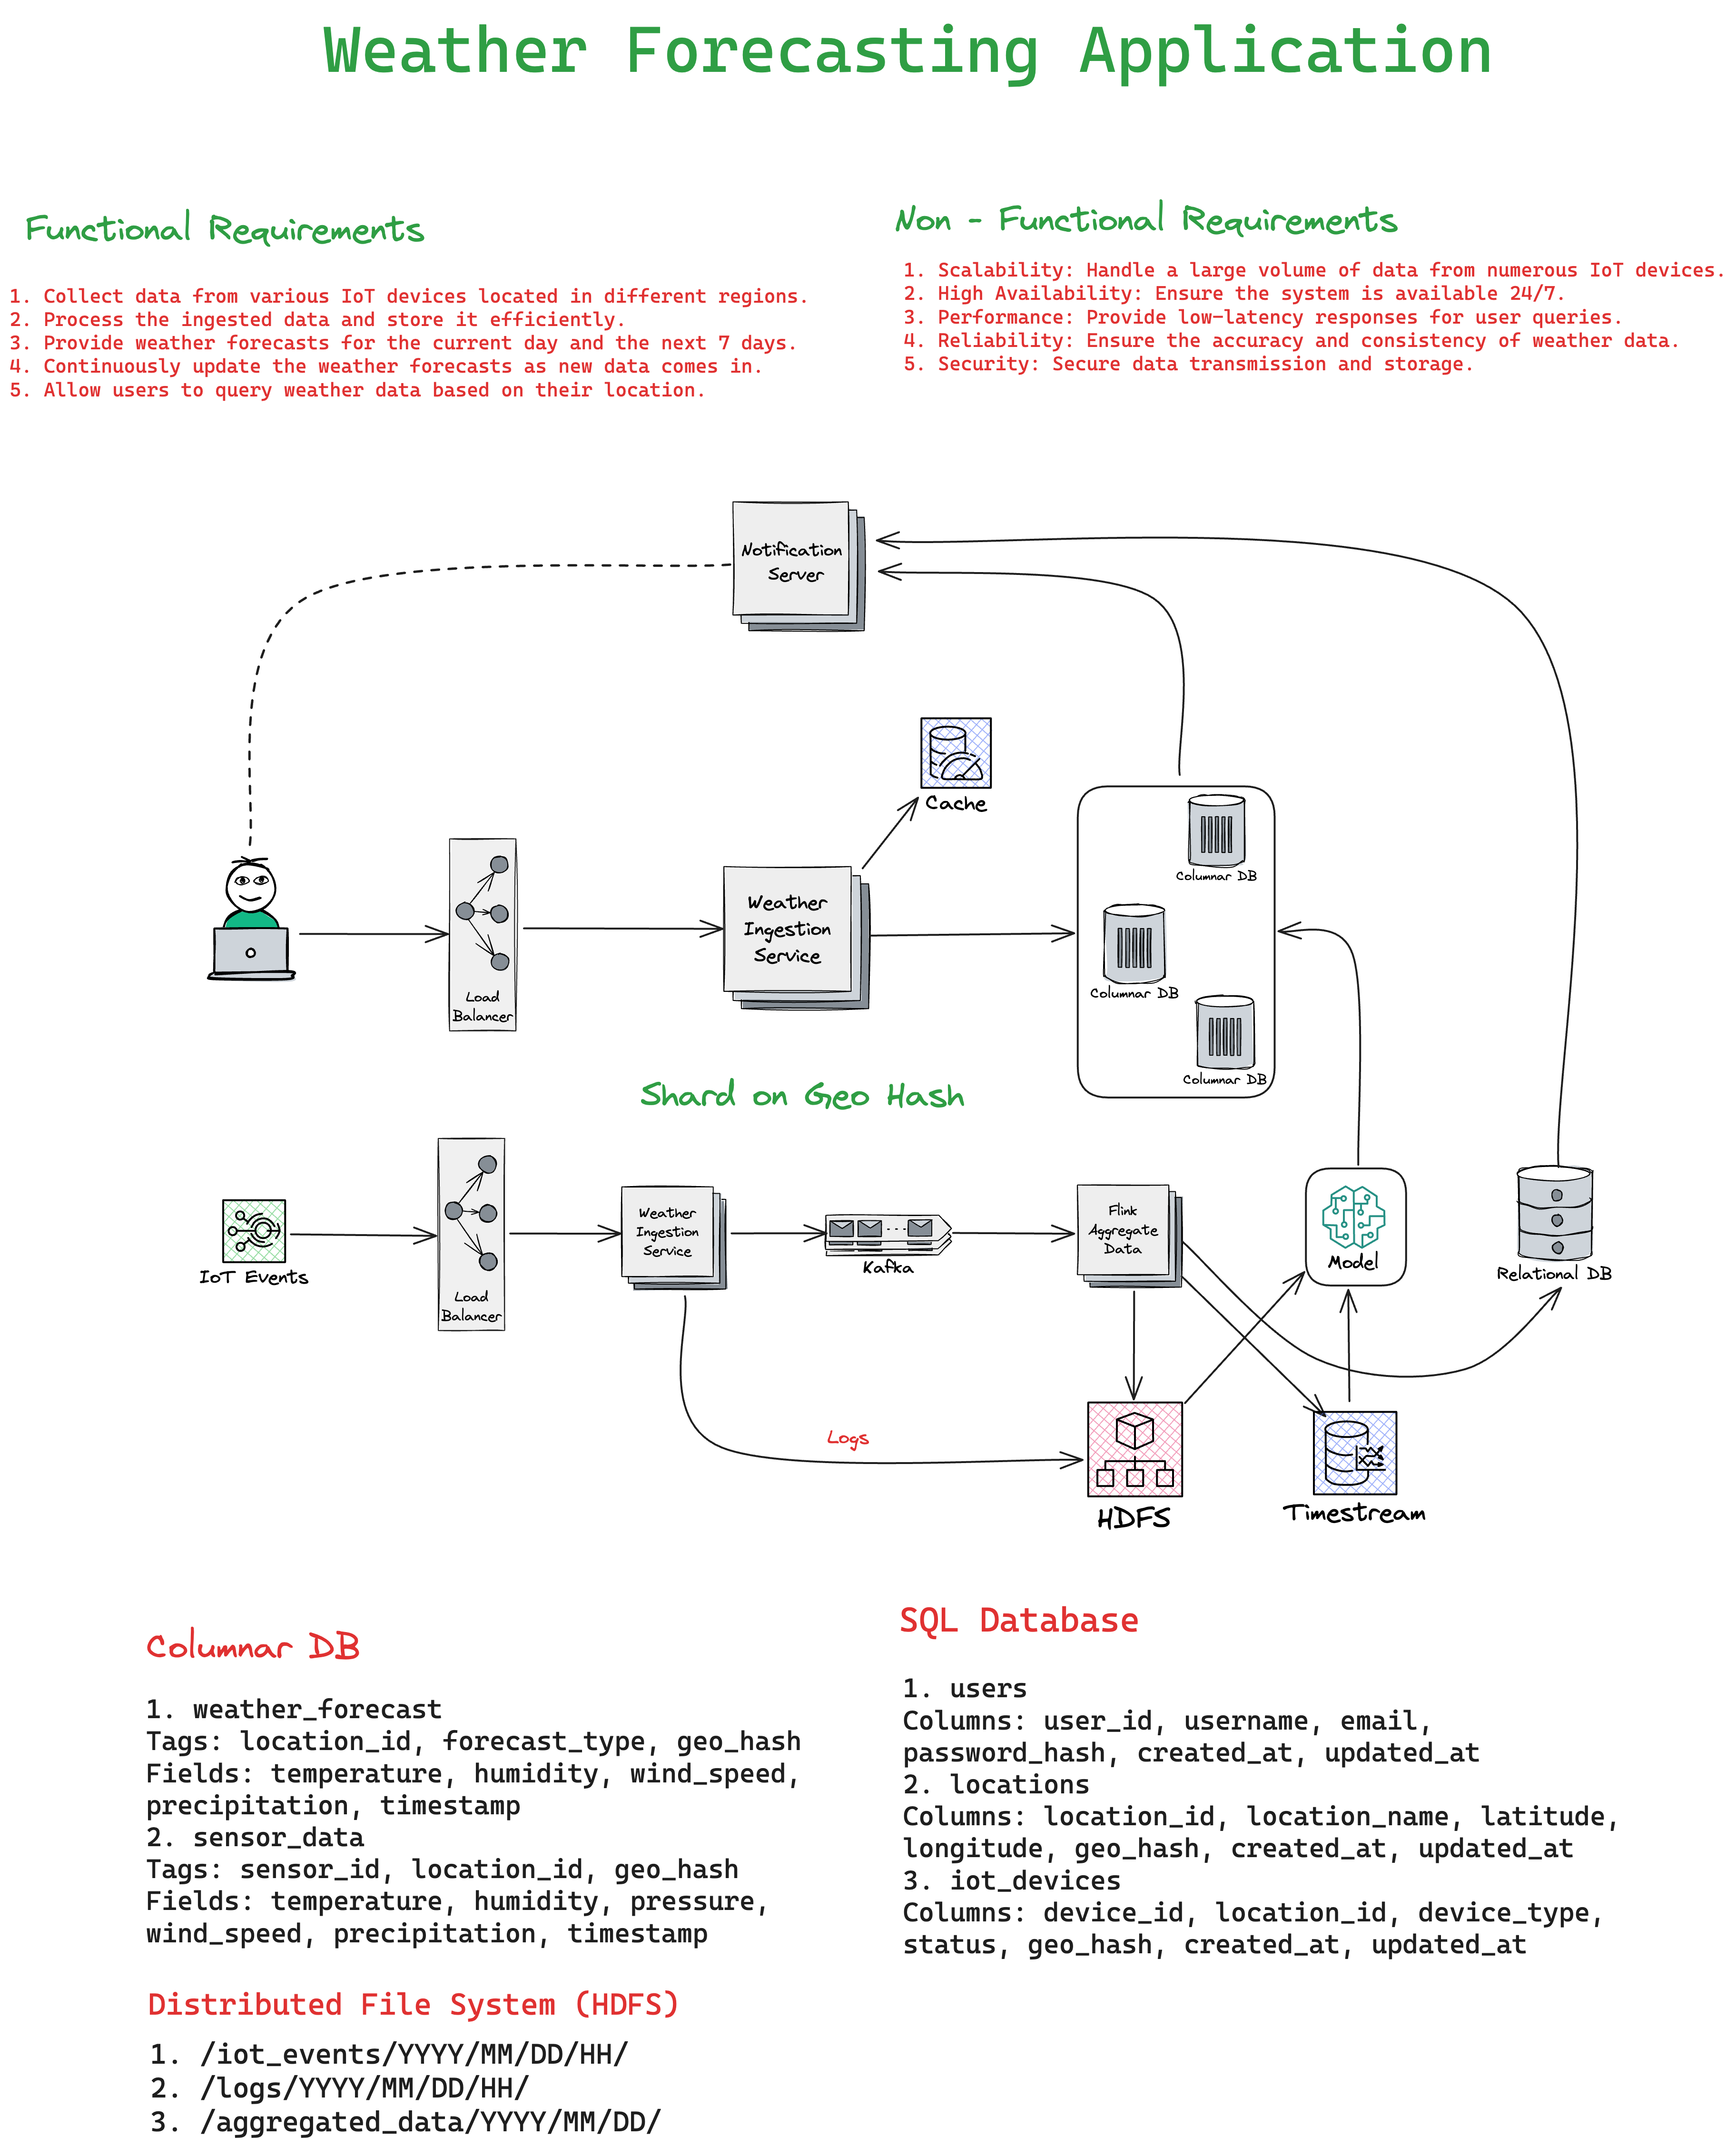 Weather Forecasting Application
Functional Requirements
1. Collect data from various IoT devices located in different regions.
2. Process the ingested data and store it efficiently.
3. Provide weather forecasts for the current day and the next 7 days.
4. Continuously update the weather forecasts as new data comes in.
5. Allow users to query weather data based on their location.
Non - Functional Requirements
1. Scalability: Handle a large volume of data from numerous IoT devices.
2. High Availability: Ensure the system is available 24/7.
3. Performance: Provide low-latency responses for user queries.
4. Reliability: Ensure the accuracy and consistency of weather data.
5. Security: Secure data transmission and storage.
Notification
Server
Cache
Load
Balancer
Weather
Ingestion
Service
Columnar DB
Columnar DB
Columnar DB
Shard on Geo Hash
IoT Events
Load
Balancer
Weather
Ingestion
Service
Kafka
Flink
Aggregate
Data
Model
Relational DB
Logs
HDFS
Timestream
Columnar DB
1. weather_forecast
Tags: location_id, forecast_type, geo_hash
Fields: temperature, humidity, wind_speed,
precipitation, timestamp
2. sensor_data
Tags: sensor_id, location_id, geo_hash
Fields: temperature, humidity, pressure,
wind_speed, precipitation, timestamp
SQL Database
1. users
Columns: user_id, username, email,
password_hash, created_at, updated_at
2. locations
Columns: location_id, location_name, latitude,
longitude, geo_hash, created_at, updated_at
3. iot_devices
Columns: device_id, location_id, device_type,
status, geo_hash, created_at, updated_at
Distributed File System (HDFS)
1. /iot_events/YYYY/MM/DD/HH/
2. /logs/YYYY/MM/DD/HH/
3. /aggregated_data/YYYY/MM/DD/